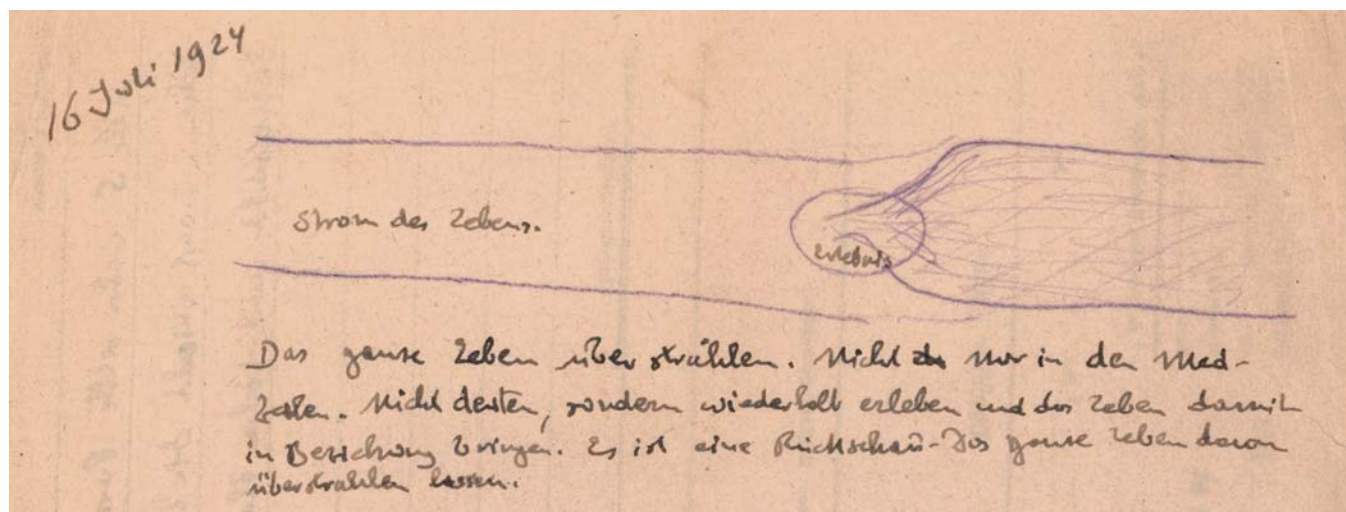 16 Juli 1924
Strom des Lebens.
Erlebnis
Das ganze Leben überstrahlen. Nicht nur in den Med-
Zeiten. Nicht deuten, sondern wiederholt erleben und das Leben damit
in Beziehung bringen. Es ist eine Rückschau - Das ganze Leben davon
überstrahlen lassen.